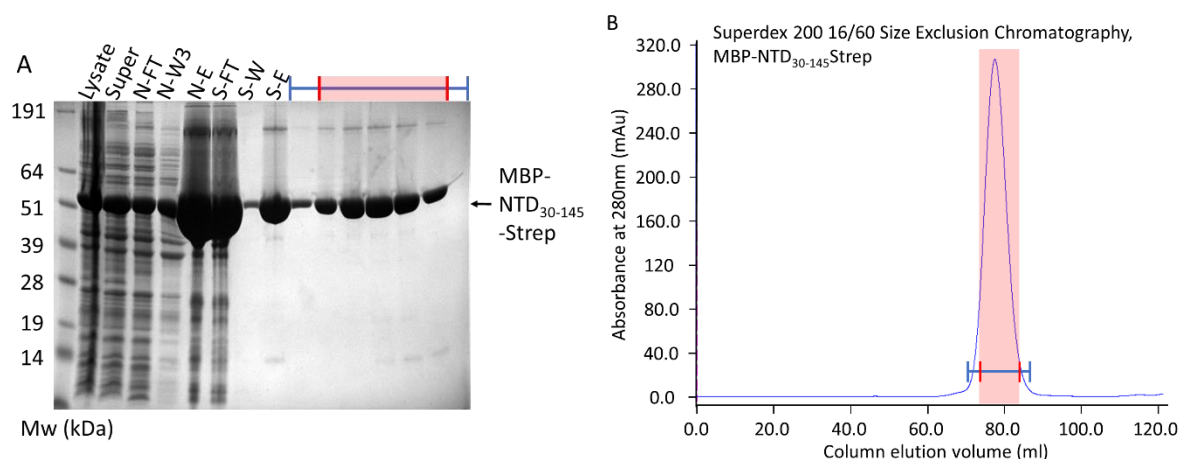 A
Lysate
Super
N-FT
N-W3
N-E
S-FT
S-W
S-E
191
64
51
39
28
19
14
Mw (kDa)
MBP-
NTD30-145
-Strep
B
Superdex 200 16/60 Size Exclusion Chromatography,
MBP-NTD30-145Strep
Absorbance at 280nm (mAu)
320.0
280.0
240.0
200.0
160.0
120
80.0
40.0
0.0
0.0 20.0 40.0 60.0 80.0 100.0 120.0
Column elution volume (ml)